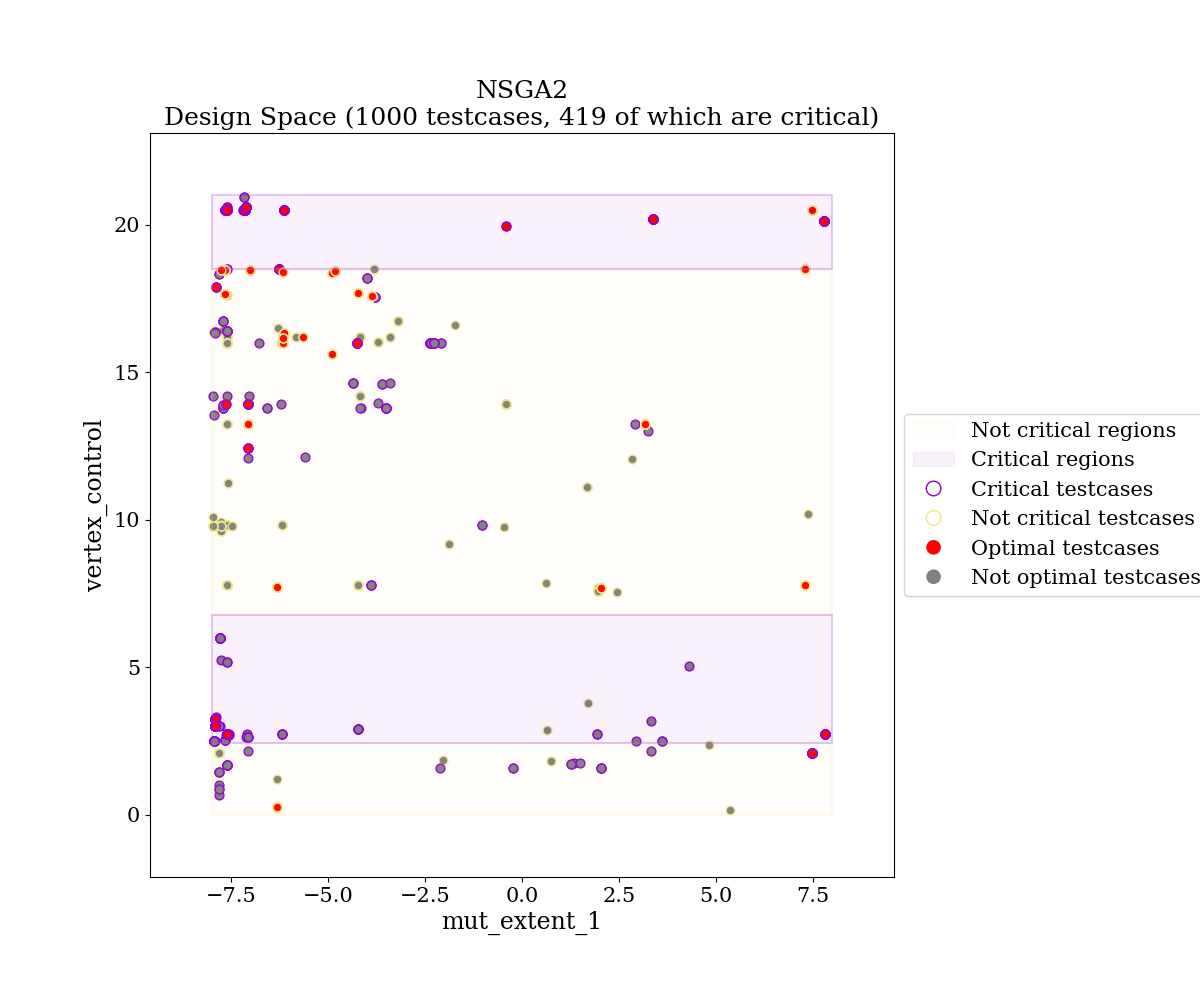 NSGA2
Design Space (1000 testcases, 419 of which are critical)
20
15
10
5
0
vertex_control
−7.5
−5.0
−2.5
0.0
2.5
5.0
7.5
mut_extent_1
Not critical regions
Critical regions
Critical testcases
Not critical testcases
Optimal testcases
Not optimal testcases